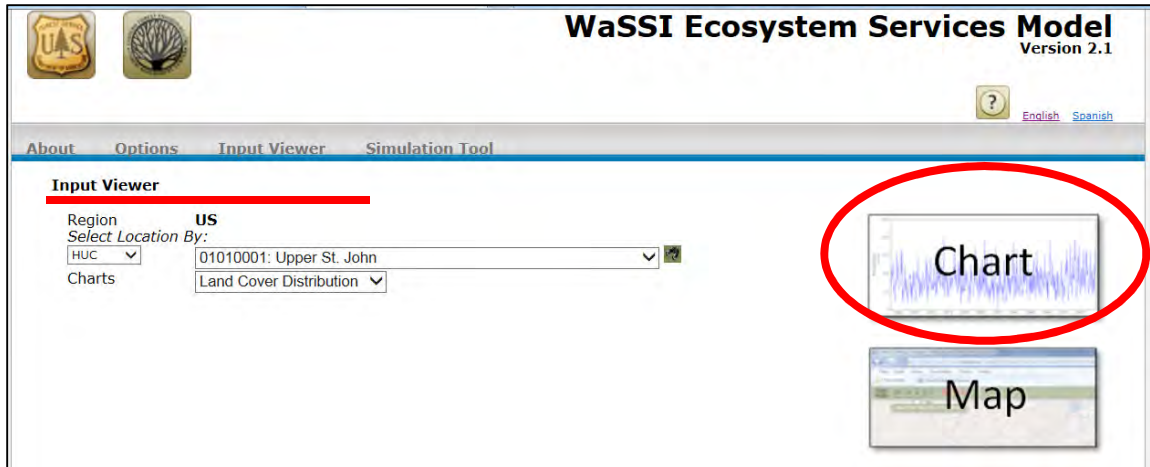 WaSSI Ecosystem Services Model
Version 2.1
UAS
?
English Spanish
About Options Input Viewer Simulation Tool
Input Viewer
Region US
Select Location By:
HUC 01010001: Upper St. John
Charts Land Cover Distribution
Chart
Map